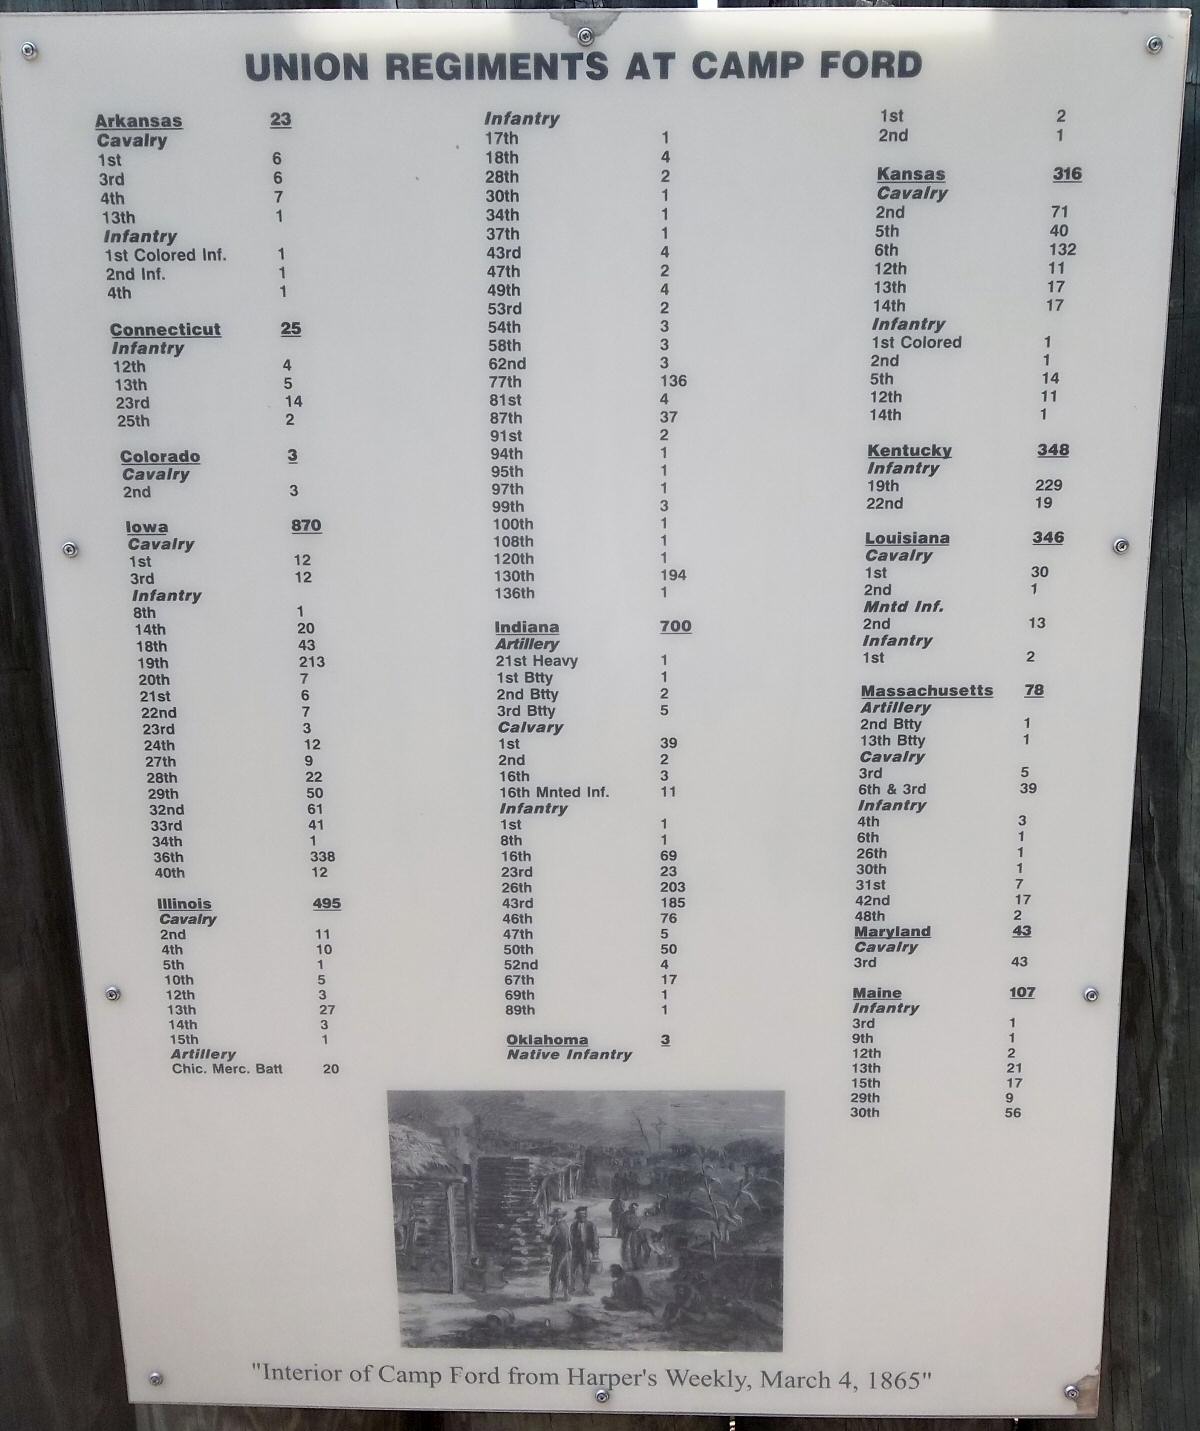 UNION REGIMENTS AT CAMP FORD
Arkansas 23
Cavalry
1st 6
3rd 6
4th 7
13th 1
Infantry
1st Colored Inf. 1
2nd Inf. 1
4th 1
Connecticut 25
Infantry
12th 4
13th 5
23rd 14
25th 2
Colorado 3
Cavalry
2nd 3
Iowa 870
Cavalry
1st 12
3rd 12
Infantry
8th 1
14th 20
18th 43
19th 213
20th 7
21st 6
22nd 7
23rd 3
24th 12
27th 9
28th 22
29th 50
32nd 61
33rd 41
34th 1
36th 338
40th 12
Illinois 495
Cavalry
2nd 11
4th 10
5th 1
10th 5
12th 3
13th 27
14th 3
15th 1
Artillery
Chic. Merc. Batt 20
Infantry
17th 1
18th 4
28th 2
30th 1
34th 1
37th 1
43rd 4
47th 2
49th 4
53rd 2
54th 3
58th 3
62nd 3
77th 136
81st 4
87th 37
91st 2
94th 1
95th 1
97th 1
99th 3
100th 1
108th 1
120th 1
130th 194
136th 1
Indiana 700
Artillery
21st Heavy 1
1st Btty 1
2nd Btty 2
3rd Btty 5
Calvary
1st 39
2nd 2
16th 3
16th Mnted Inf. 11
Infantry
1st 1
8th 1
16th 69
23rd 23
26th 203
43rd 185
46th 76
47th 5
50th 50
52nd 4
67th 17
69th 1
89th 1
Oklahoma 3
Native Infantry
1st 2
2nd 1
Kansas 316
Cavalry
2nd 71
5th 40
6th 132
12th 11
13th 17
14th 17
Infantry
1st Colored 1
2nd 1
5th 14
12th 11
14th 1
Kentucky 348
Infantry
19th 229
22nd 19
Louisiana 346
Cavalry
1st 30
2nd 1
Mntd Inf.
2nd 13
Infantry
1st 2
Massachusetts 78
Artillery
2nd Btty 1
13th Btty 1
Cavalry
3rd 5
6th & 3rd 39
Infantry
4th 3
6th 1
26th 1
30th 1
31st 7
42nd 17
48th 2
Maryland 43
Cavalry
3rd 43
Maine 107
Infantry
3rd 1
9th 1
12th 2
13th 21
15th 17
29th 9
30th 56
"Interior of Camp Ford from Harper's Weekly, March 4, 1865"